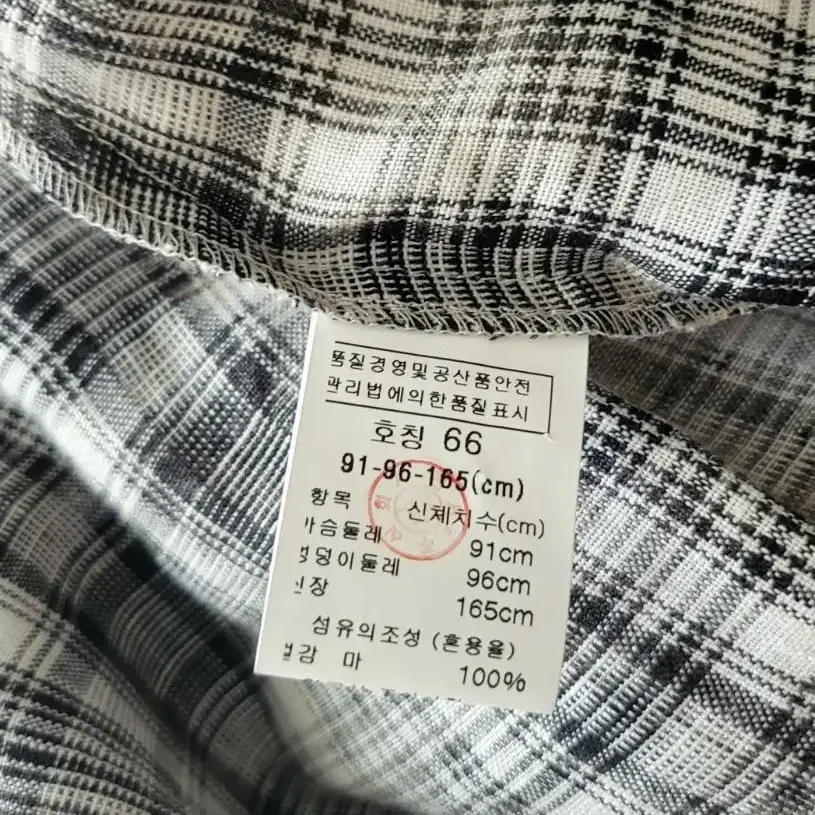 품질경영및공산품안전
관리법에의한품질표시
호칭 66
91-96-165(cm)
항목 신체치수(cm)
가슴둘레 91cm
엉덩이둘레 96cm
신장 165cm
섬유의조성 (혼용율)
겉감 마 100%